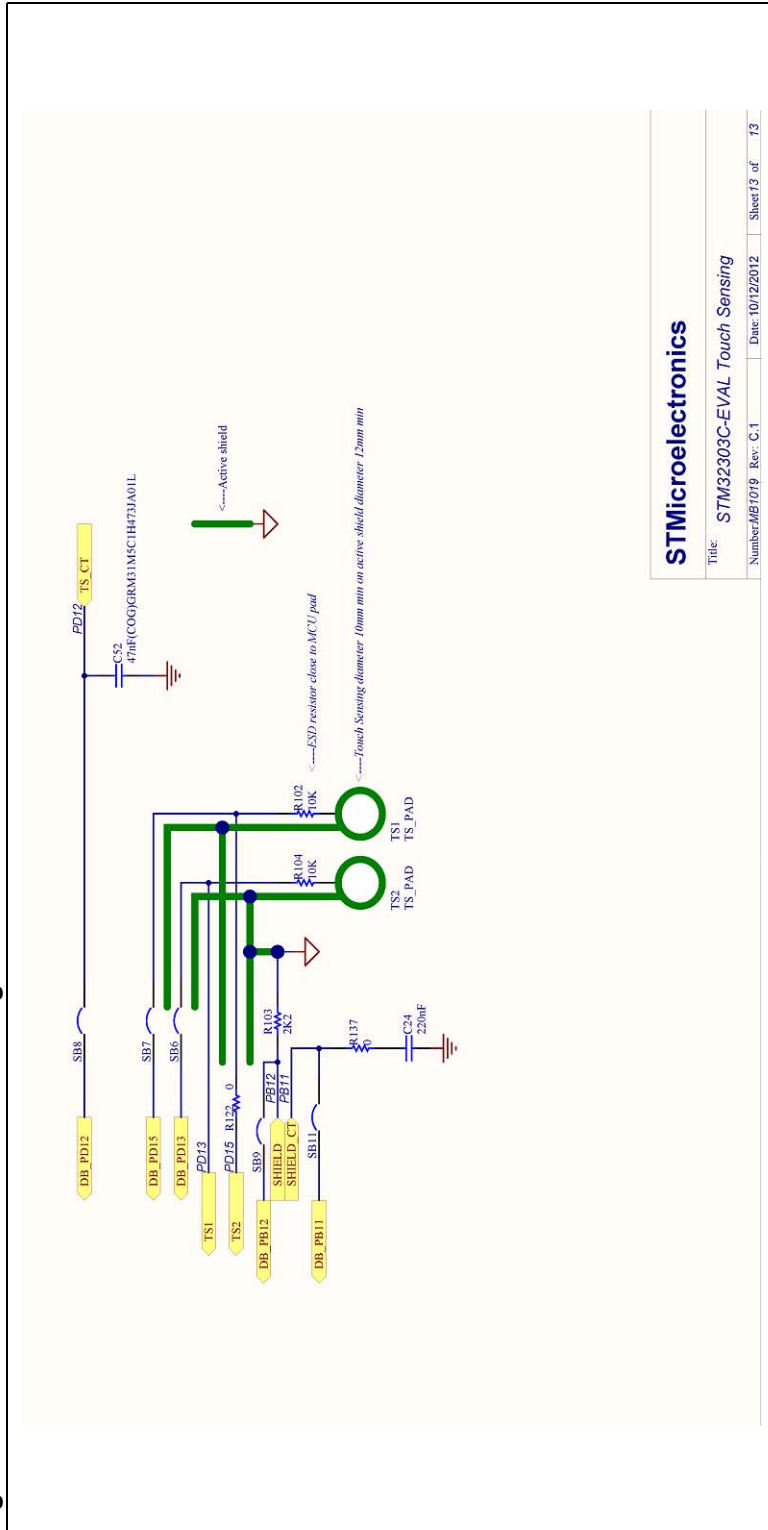 DB_PD12
SB8
PD12
TS_CT
C52
47nF(COG)GRM31M5C1H473JA01L
DB_PD15
SB7
DB_PD13
SB6
TS1
PD13
TS2
PD15
R122
0
DB_PB12
SB9
SHIELD
PB12
SHIELD_CT
PB11
DB_PB11
SB11
R103
2K2
R137
0
C24
220nF
R104
10K
R102
10K
TS2
TS_PAD
TS1
TS_PAD
<----Active shield
<----ESD resistor close to MCU pad
<----Touch Sensing diameter 10mm min on active shield diameter 12mm min
STMicroelectronics
Title: STM32303C-EVAL Touch Sensing
Number:MB1019 Rev: C.1 Date:10/12/2012 Sheet 13 of 13